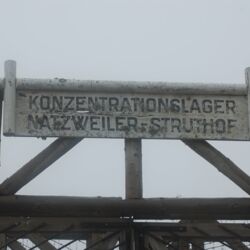 KONZENTRATIONSLAGER
NATZWEILER-STRUTHOF